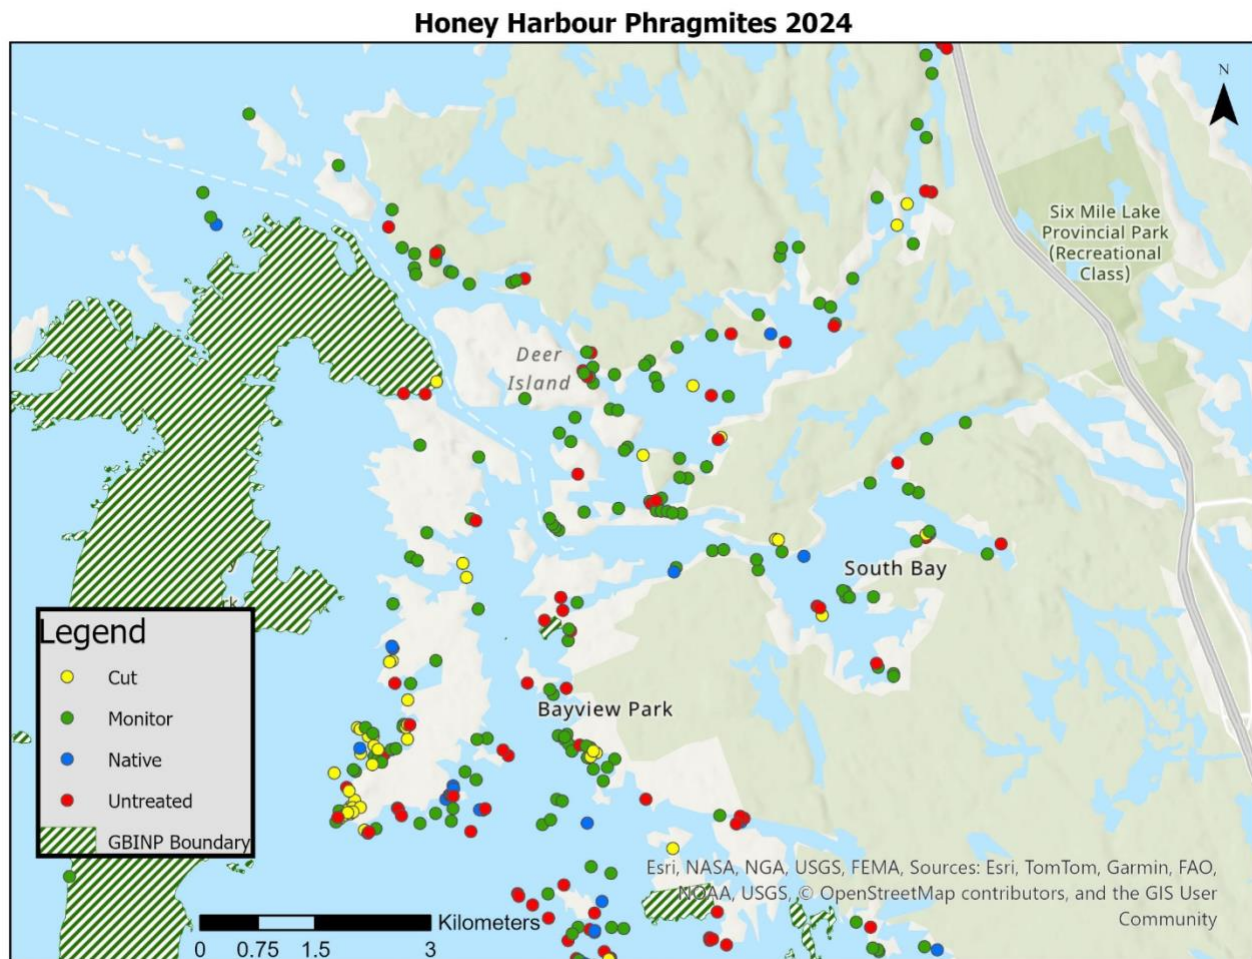 Honey Harbour Phragmites 2024
N
Six Mile Lake
Provincial Park
(Recreational
Class)
Deer
Island
South Bay
Bayview Park
Legend
Cut
Monitor
Native
Untreated
GBINP Boundary
Esri, NASA, NGA, USGS, FEMA, Sources: Esri, TomTom, Garmin, FAO,
NOAA, USGS, © OpenStreetMap contributors, and the GIS User
Community
Kilometers
0 0.75 1.5 3